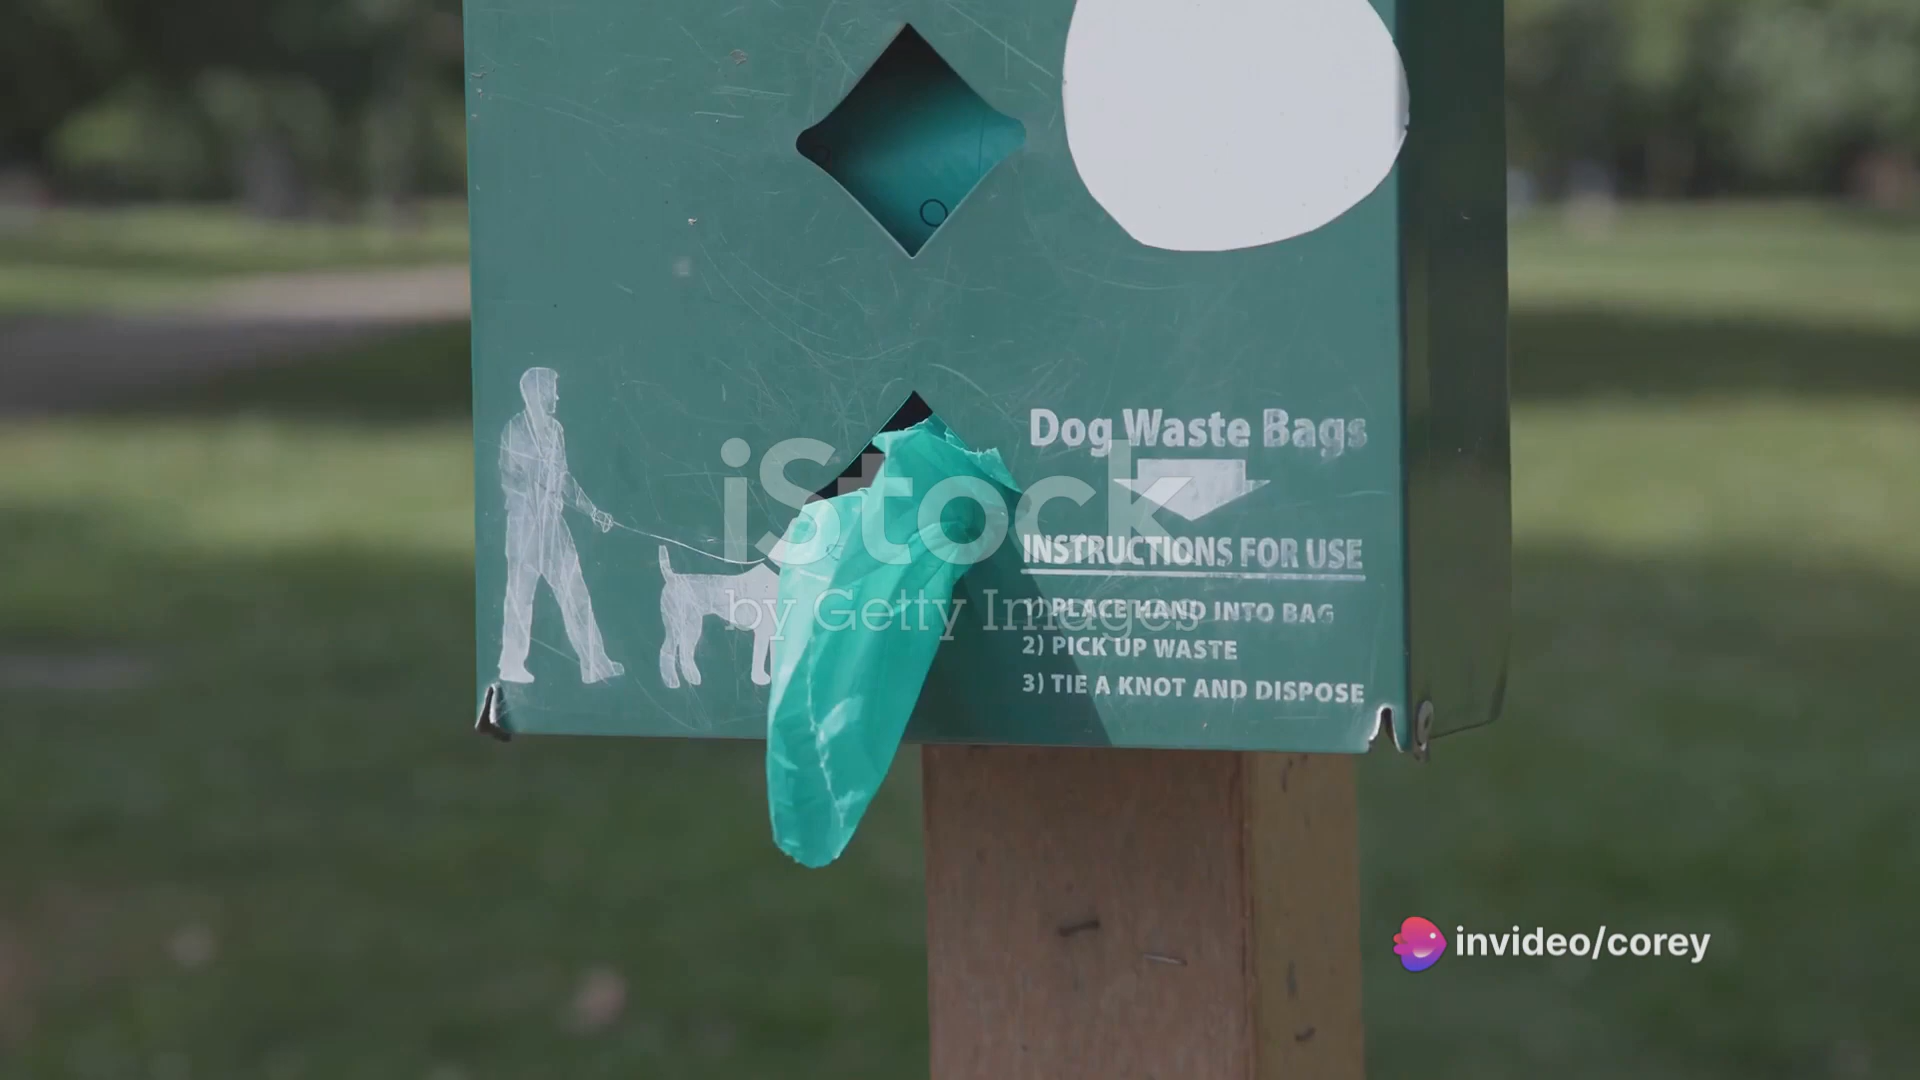 Dog Waste Bags
iStock
by Getty Images
INSTRUCTIONS FOR USE
1) PLACE HAND INTO BAG
2) PICK UP WASTE
3) TIE A KNOT AND DISPOSE
invideo/corey